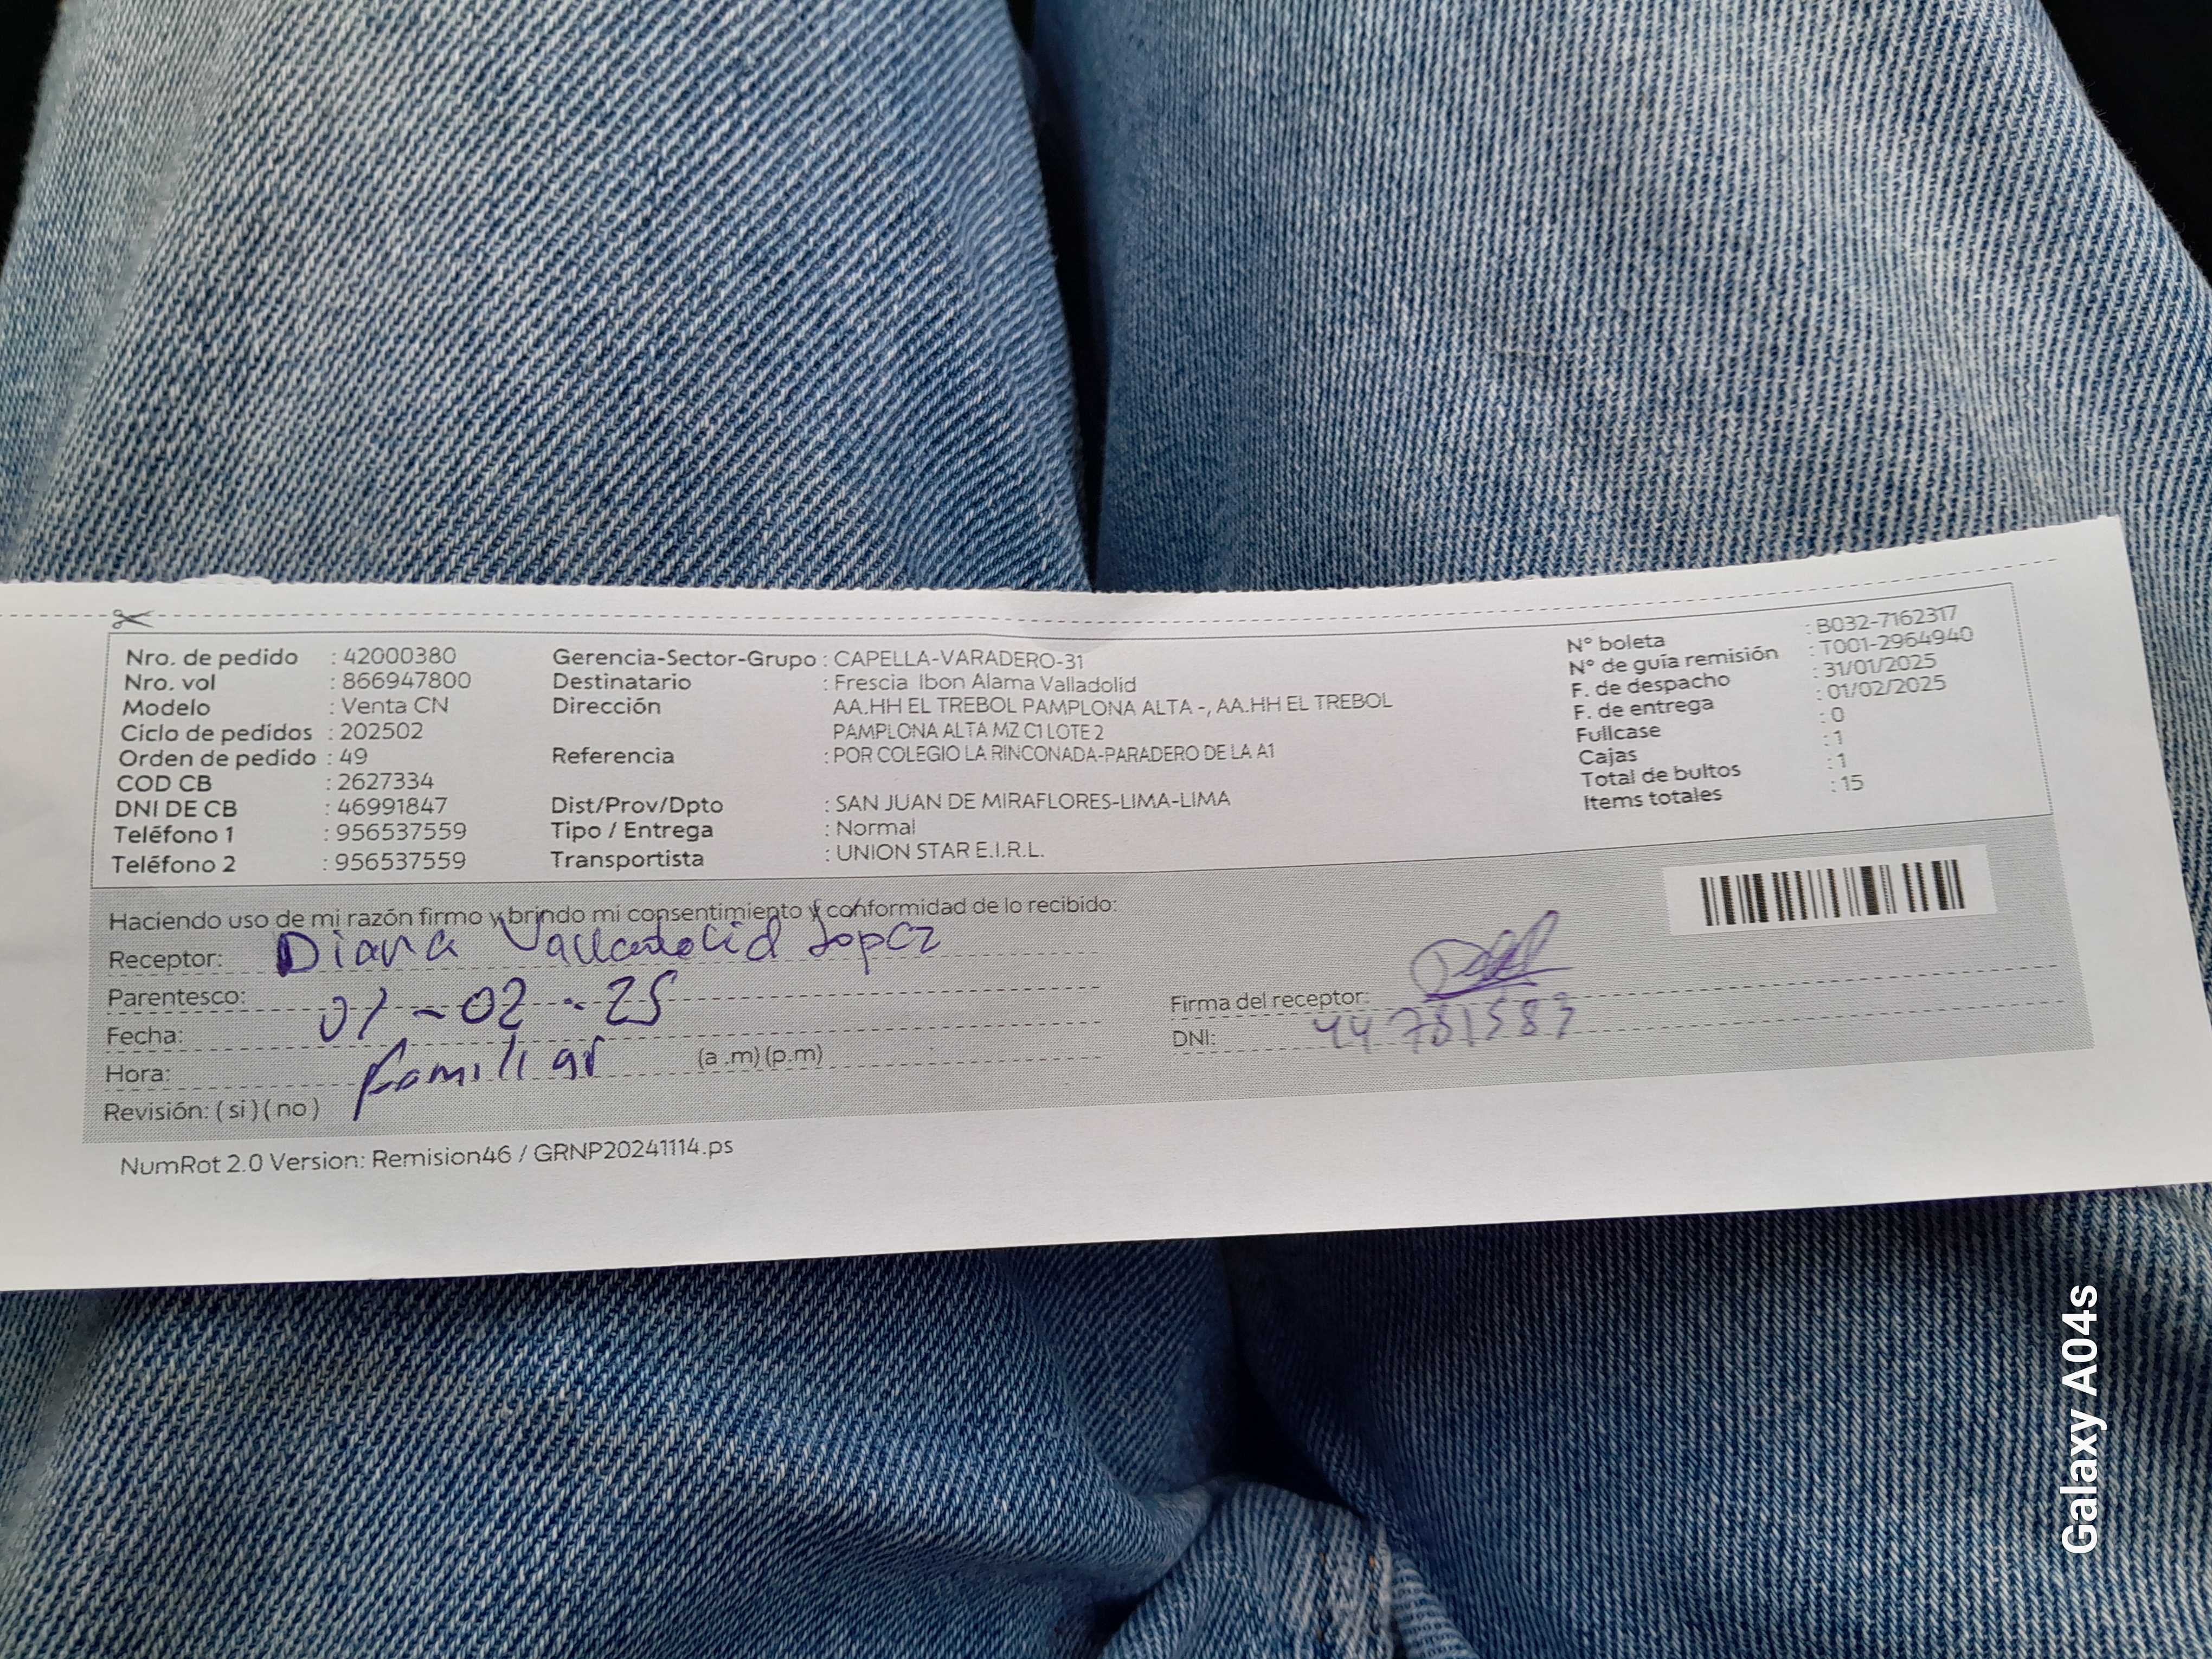 Nro. de pedido : 42000380
Nro. vol : 866947800
Modelo : Venta CN
Ciclo de pedidos : 202502
Orden de pedido : 49
COD CB : 2627334
DNI DE CB : 46991847
Teléfono 1 : 956537559
Teléfono 2 : 956537559
Gerencia-Sector-Grupo : CAPELLA-VARADERO-31
Destinatario : Frescia Ibon Alama Valladolid
Dirección AA.HH EL TREBOL PAMPLONA ALTA -, AA.HH EL TREBOL
PAMPLONA ALTA MZ C1 LOTE 2
Referencia : POR COLEGIO LA RINCONADA-PARADERO DE LA A1
Dist/Prov/Dpto : SAN JUAN DE MIRAFLORES-LIMA-LIMA
Tipo / Entrega : Normal
Transportista : UNION STAR E.I.R.L.
N° boleta : B032-7162317
N° de guía remisión : T001-2964940
F. de despacho : 31/01/2025
F. de entrega : 01/02/2025
Fullcase : 0
Cajas : 1
Total de bultos : 1
Items totales : 15
Haciendo uso de mi razón firmo y brindo mi consentimiento y conformidad de lo recibido:
Receptor: Diana Valladolid Lopez
Parentesco:
Fecha: 01-02-25
Hora: familiar (a .m) (p.m) :
Revisión: ( si ) ( no )
Firma del receptor:
DNI:
NumRot 2.0 Version: Remision46 / GRNP20241114.ps
Galaxy A04s